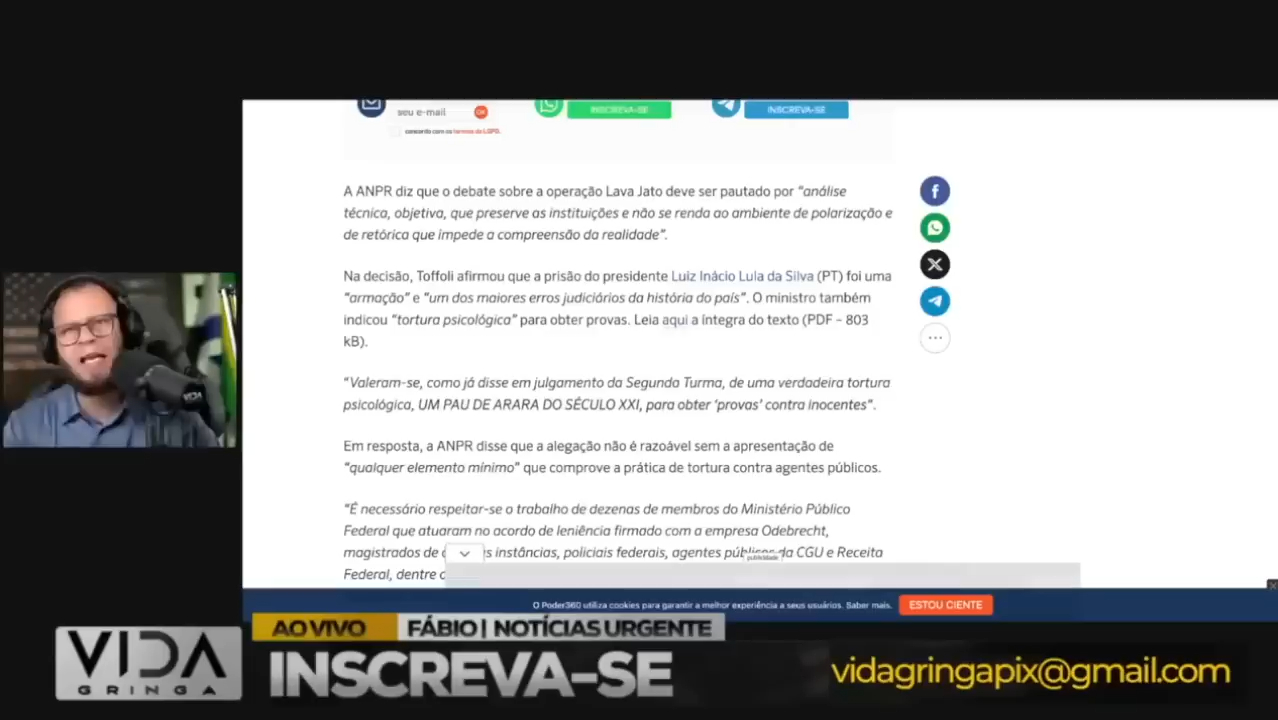 seu e-mail
OK
INSCREVA-SE
INSCREVA-SE
concordo com os termos da LGPD.
A ANPR diz que o debate sobre a operação Lava Jato deve ser pautado por “análise
técnica, objetiva, que preserve as instituições e não se renda ao ambiente de polarização e
de retórica que impede a compreensão da realidade”.
Na decisão, Toffoli afirmou que a prisão do presidente Luiz Inácio Lula da Silva (PT) foi uma
“armação” e “um dos maiores erros judiciários da história do país”. O ministro também
indicou “tortura psicológica” para obter provas. Leia aqui a íntegra do texto (PDF – 803
kB).
“Valeram-se, como já disse em julgamento da Segunda Turma, de uma verdadeira tortura
psicológica, UM PAU DE ARARA DO SÉCULO XXI, para obter ‘provas’ contra inocentes”.
Em resposta, a ANPR disse que a alegação não é razoável sem a apresentação de
“qualquer elemento mínimo” que comprove a prática de tortura contra agentes públicos.
“É necessário respeitar-se o trabalho de dezenas de membros do Ministério Público
Federal que atuaram no acordo de leniência firmado com a empresa Odebrecht,
magistrados de s instâncias, policiais federais, agentes públicos da CGU e Receita
publicidade
Federal, dentre o
O Poder360 utiliza cookies para garantir a melhor experiência a seus usuários. Saber mais.
ESTOU CIENTE
VIDA
AO VIVO
FÁBIO | NOTÍCIAS URGENTE
VIDA
GRINGA
INSCREVA-SE
vidagringapix@gmail.com